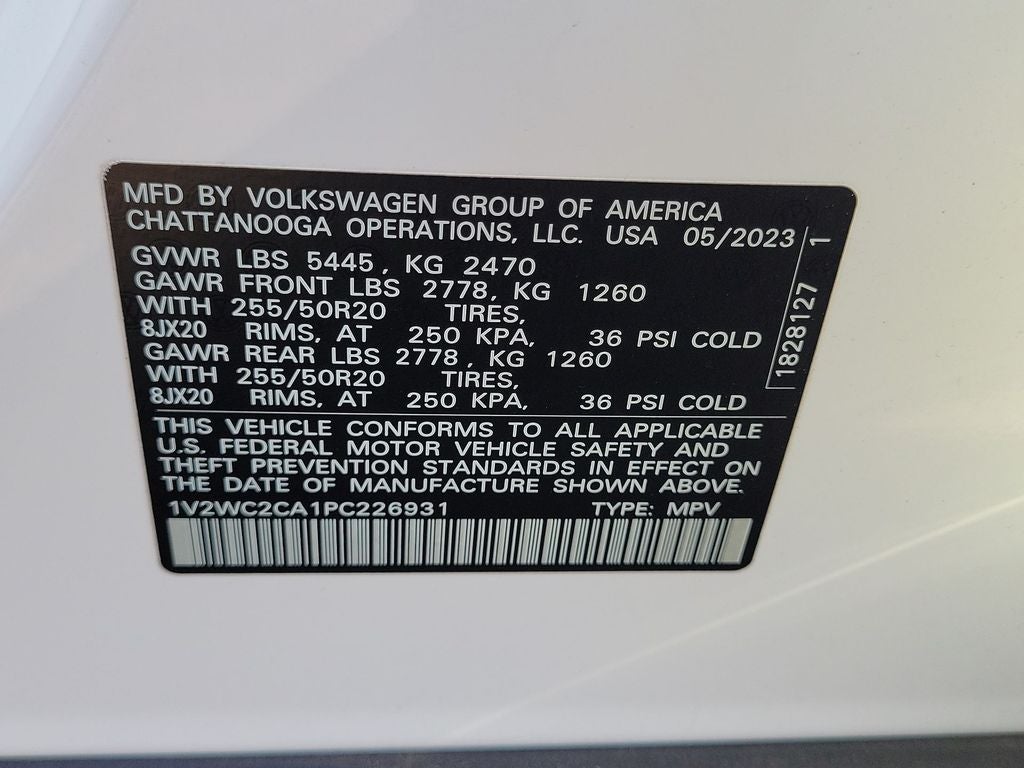 MFD BY VOLKSWAGEN GROUP OF AMERICA
CHATTANOOGA OPERATIONS, LLC. USA 05/2023
GVWR LBS 5445, KG 2470
GAWR FRONT LBS 2778, KG 1260
WITH 255/50R20 TIRES,
8JX20 RIMS, AT 250 KPA, 36 PSI COLD
GAWR REAR LBS 2778, KG 1260
WITH 255/50R20 TIRES,
8JX20 RIMS, AT 250 KPA, 36 PSI COLD
1828127 1
THIS VEHICLE CONFORMS TO ALL APPLICABLE
U.S. FEDERAL MOTOR VEHICLE SAFETY AND
THEFT PREVENTION STANDARDS IN EFFECT ON
THE DATE OF MANUFACTURE SHOWN ABOVE.
1V2WC2CA1PC226931 TYPE: MPV